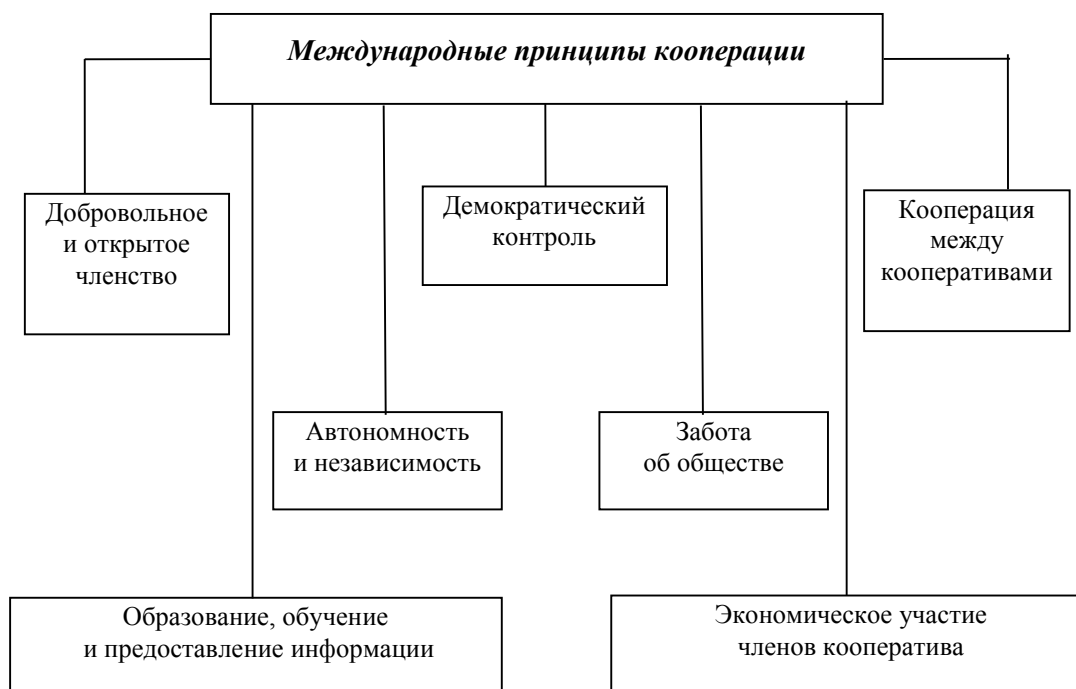 Международные принципы кооперации
Добровольное
и открытое
членство
Демократический
контроль
Кооперация
между
кооперативами
Автономность
и независимость
Забота
об обществе
Образование, обучение
и предоставление информации
Экономическое участие
членов кооператива